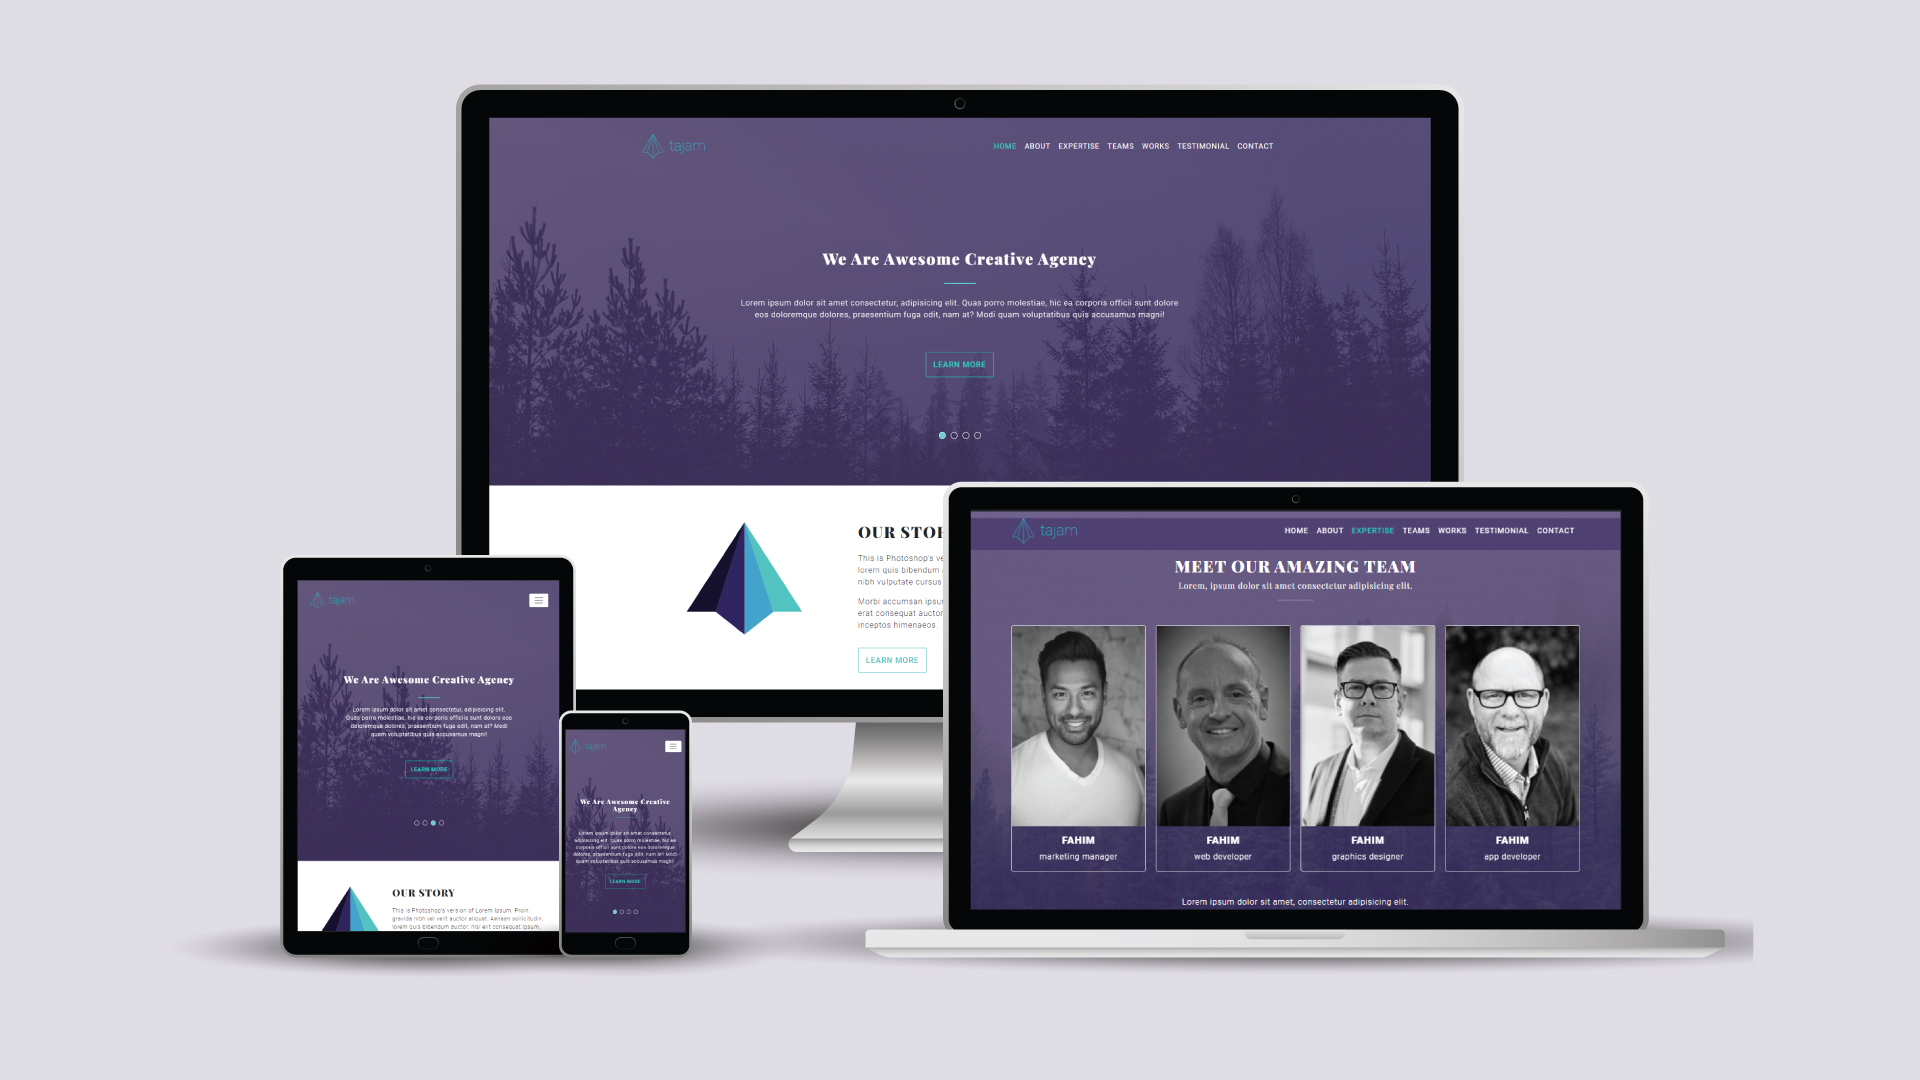 tajam
HOME ABOUT EXPERTISE TEAMS WORKS TESTIMONIAL CONTACT
We Are Awesome Creative Agency
Lorem ipsum dolor sit amet consectetur, adipisicing elit. Quas porro molestiae, hic ea corporis officii sunt dolore
eos doloremque dolores, praesentium fuga odit, nam at? Modi quam voluptatibus quis accusamus magni!
LEARN MORE
OUR STO
This is Photoshop's ve
lorem quis bibendum
nibh vulputate cursus
Morbi accumsan ipsu
erat consequat auctor
inceptos himenaeos.
LEARN MORE
tajam
HOME ABOUT EXPERTISE TEAMS WORKS TESTIMONIAL CONTACT
MEET OUR AMAZING TEAM
Lorem, ipsum dolor sit amet consectetur adipisicing elit.
FAHIM
marketing manager
FAHIM
web developer
FAHIM
graphics designer
FAHIM
app developer
Lorem ipsum dolor sit amet, consectetur adipisicing elit.
tajam
We Are Awesome Creative Agency
Lorem ipsum dolor sit amet consectetur, adipisicing elit.
Quas porro molestiae, hic ea corporis officii sunt dolore eos
doloremque dolores, praesentium fuga odit, nam at? Modi
quam voluptatibus quis accusamus magni!
LEARN MORE
OUR STORY
This is Photoshop's version of Lorem Ipsum. Proin
gravida nibh vel velit auctor aliquet. Aenean sollicitudin,
lorem quis bibendum auctor, nisi elit consequat ipsum,
tajam
We Are Awesome Creative
Agency
Lorem ipsum dolor sit amet consectetur,
adipisicing elit. Quas porro molestiae, hic ea
corporis officii sunt dolore eos doloremque
dolores, praesentium fuga odit, nam at? Modi
quam voluptatibus quis accusamus magni!
LEARN MORE